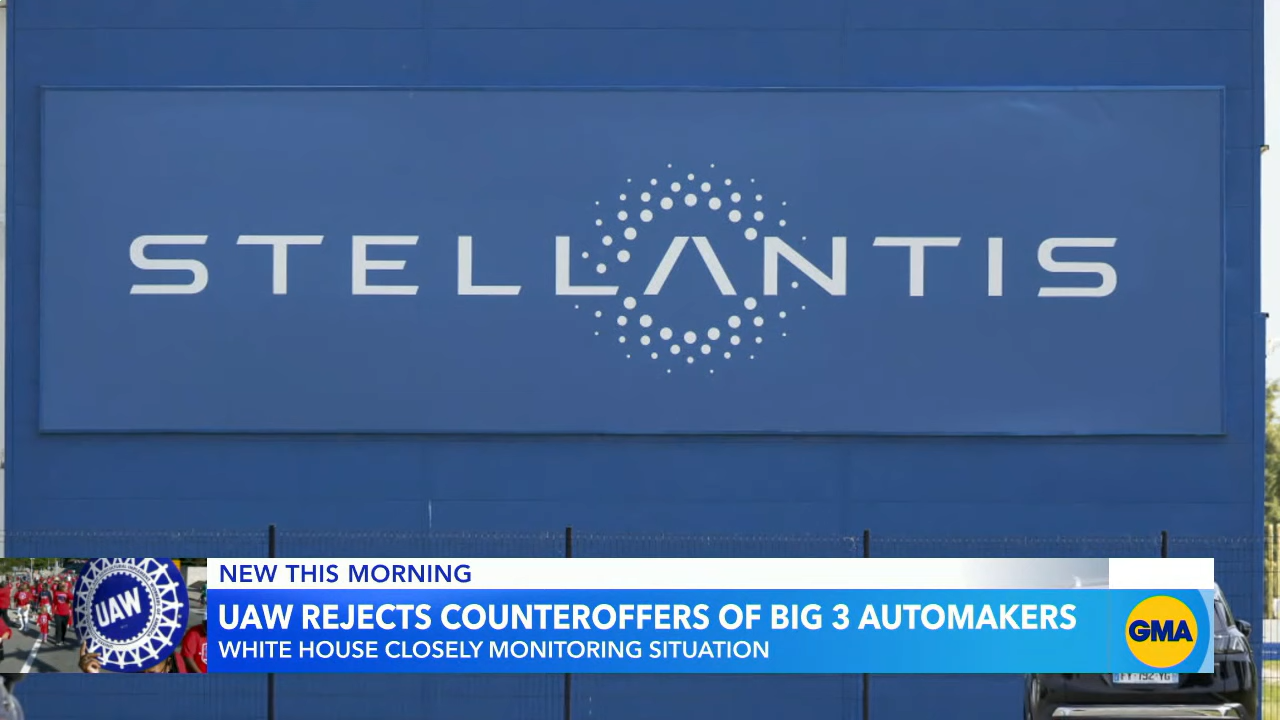 STELLANTIS
NEW THIS MORNING
UAW
UAW REJECTS COUNTEROFFERS OF BIG 3 AUTOMAKERS
WHITE HOUSE CLOSELY MONITORING SITUATION
GMA